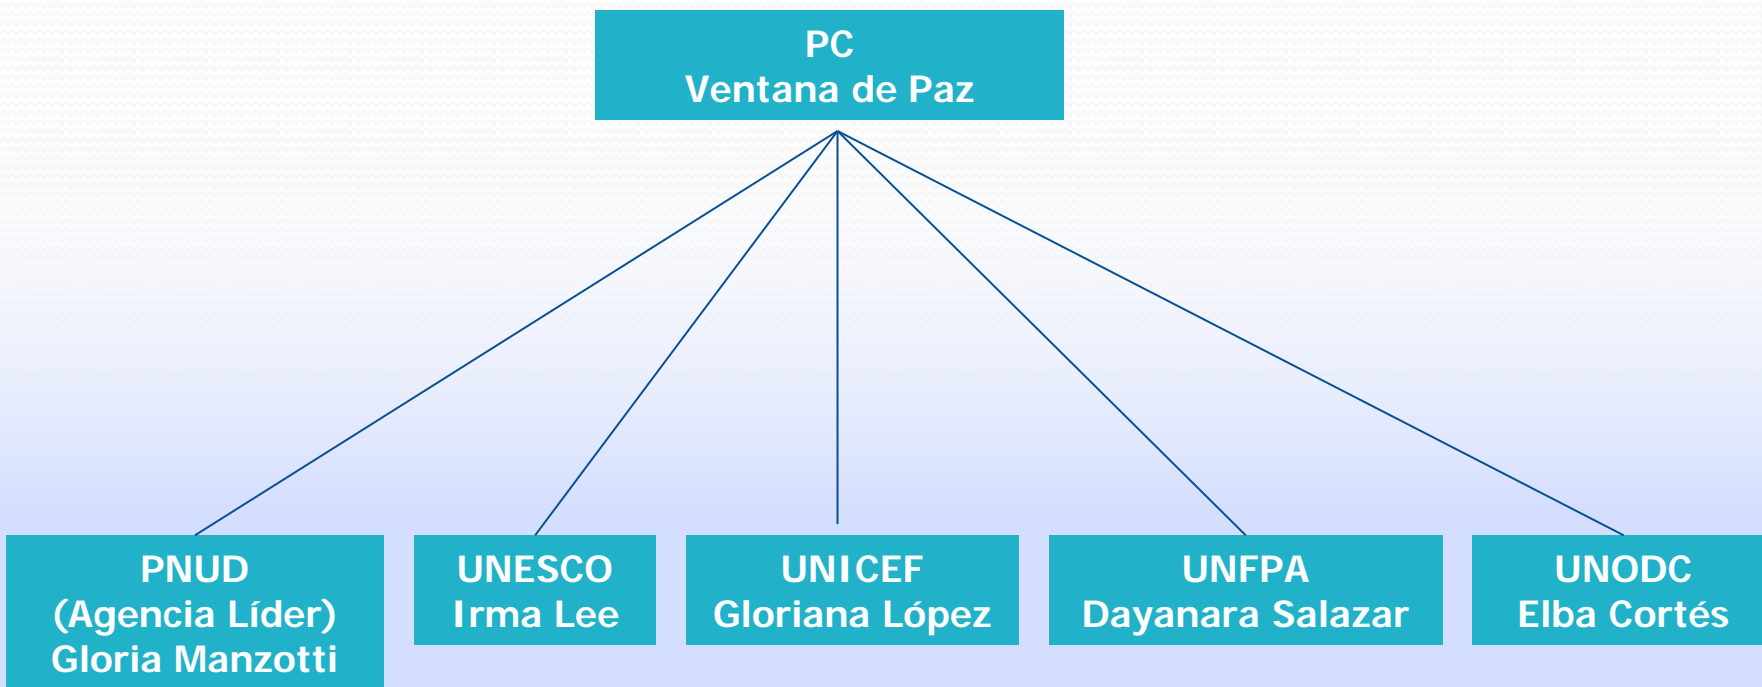 PC
Ventana de Paz
PNUD
(Agencia Líder)
Gloria Manzotti
UNESCO
Irma Lee
UNICEF
Gloriana López
UNFPA
Dayanara Salazar
UNODC
Elba Cortés